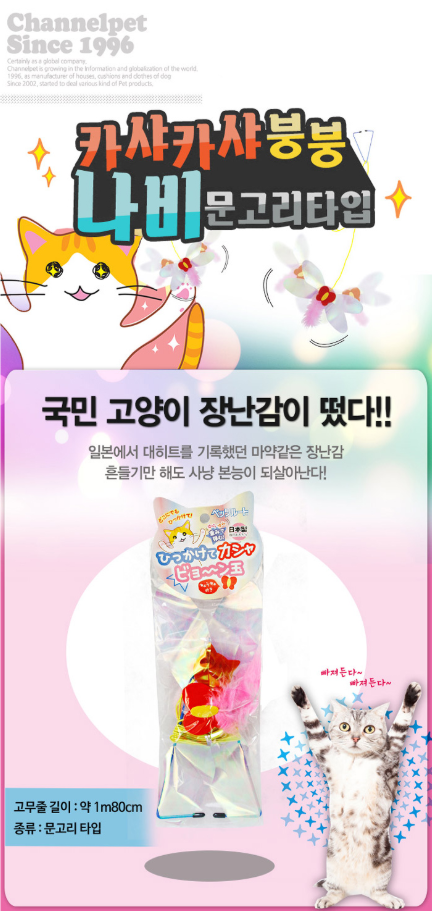 Channelpet
Since 1996
Certainly as a global company.
Channelpet is growing in the information and globalisation of the world.
1996, as manufacturer of houses, cushions and clothes of dog
Since 2002, started to deal various kind of Pet products.
카샤카샤붕붕
나비문고리타입
국민 고양이 장난감이 떴다!!
일본에서 대히트를 기록했던 마약같은 장난감
흔들기만 해도 사냥 본능이 되살아난다!
日本製
ひっかけて カシャ
ビョ〜〜ン玉
빠져든다~
빠져든다~
고무줄 길이 : 약 1m80cm
종류 : 문고리 타입